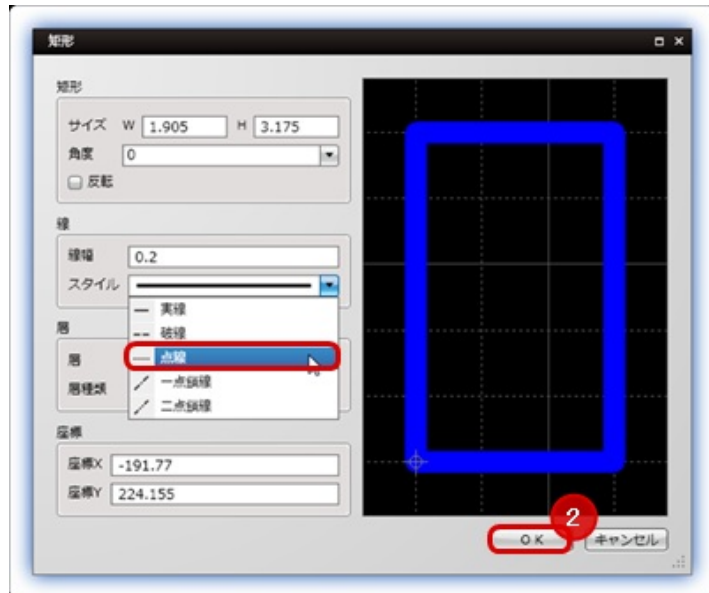 矩形
矩形
サイズ W 1.905 H 3.175
角度 0
反転
線
線幅 0.2
スタイル
実線
層
破線
層
点線
層種類
一点鎖線
二点鎖線
座標
座標X -191.77
座標Y 224.155
2
OK キャンセル